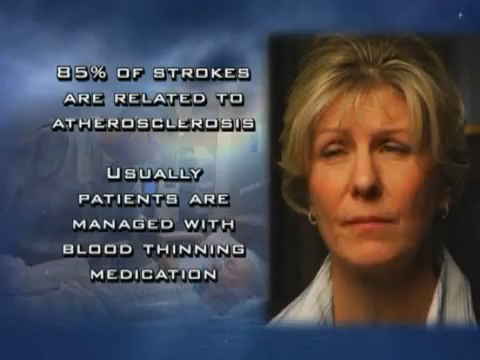 85% OF STROKES
ARE RELATED TO
ATHEROSCLEROSIS
USUALLY
PATIENTS ARE
MANAGED WITH
BLOOD THINNING
MEDICATION